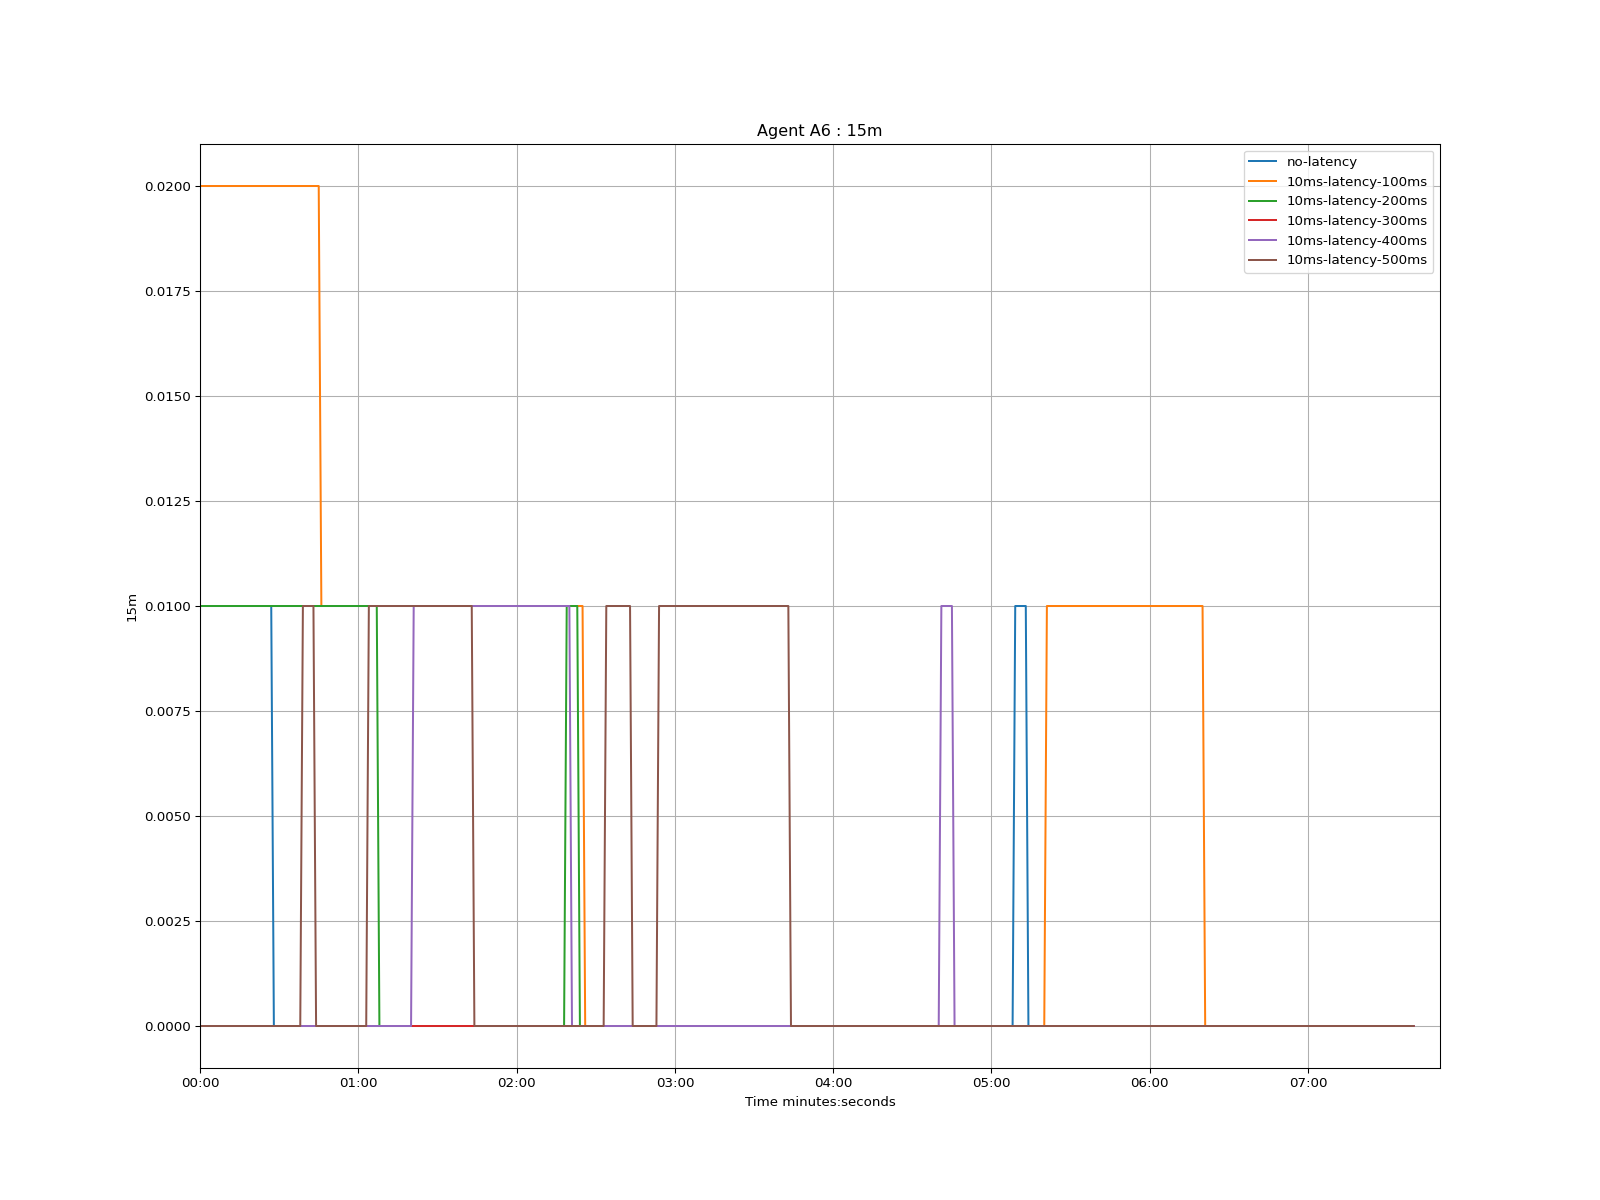 Agent A6 : 15m
no-latency
10ms-latency-100ms
10ms-latency-200ms
10ms-latency-300ms
10ms-latency-400ms
10ms-latency-500ms
0.0200
0.0175
0.0150
0.0125
0.0100
0.0075
0.0050
0.0025
0.0000
15m
00:00 01:00 02:00 03:00 04:00 05:00 06:00 07:00
Time minutes:seconds